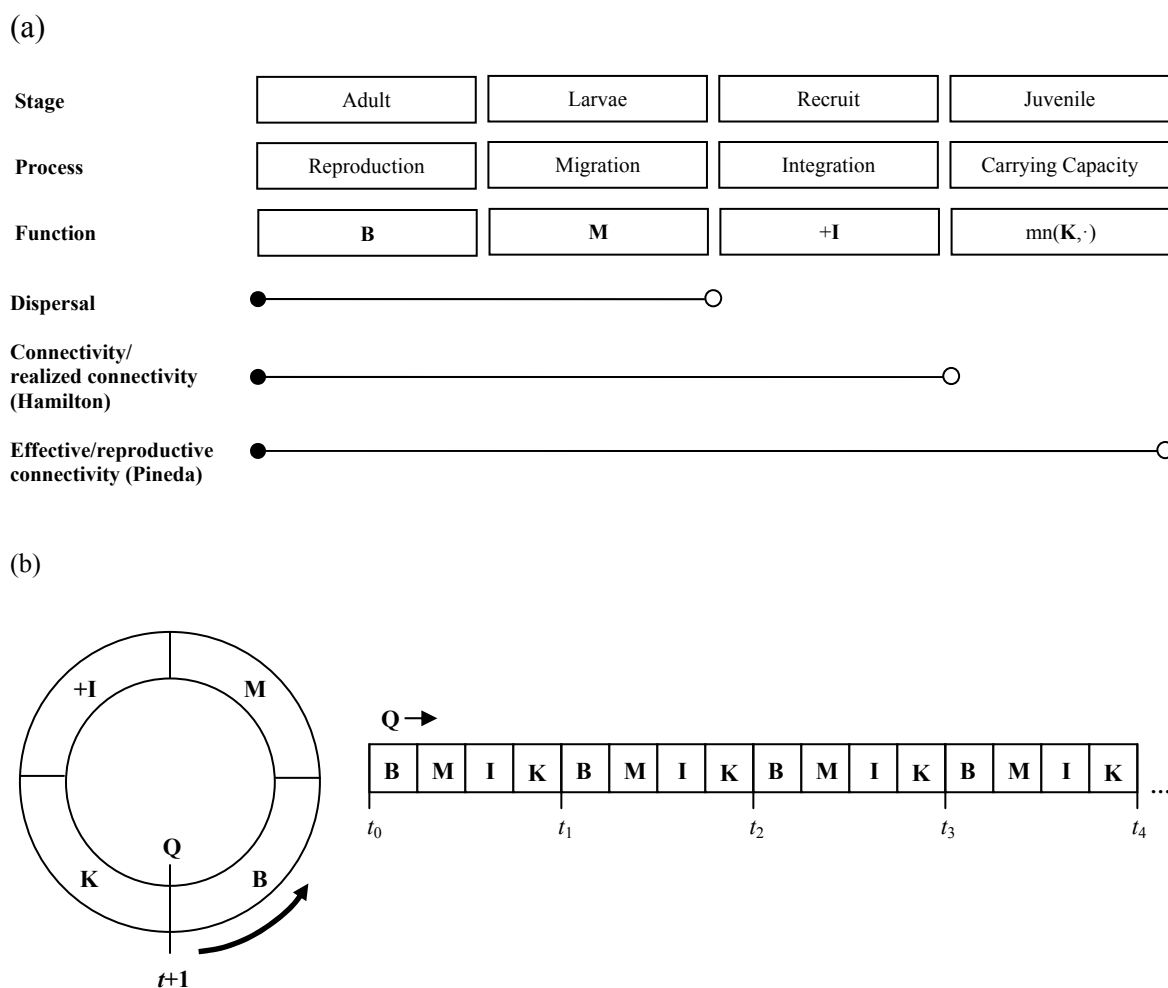 (a)
Stage Adult Larvae Recruit Juvenile
Process Reproduction Migration Integration Carrying Capacity
Function B M +I mn(K,·)
Dispersal
Connectivity/
realized connectivity
(Hamilton)
Effective/reproductive
connectivity (Pineda)
(b)
+I M
Q
K B
t+1
Q
B M I K B M I K B M I K B M I K ...
t0 t1 t2 t3 t4